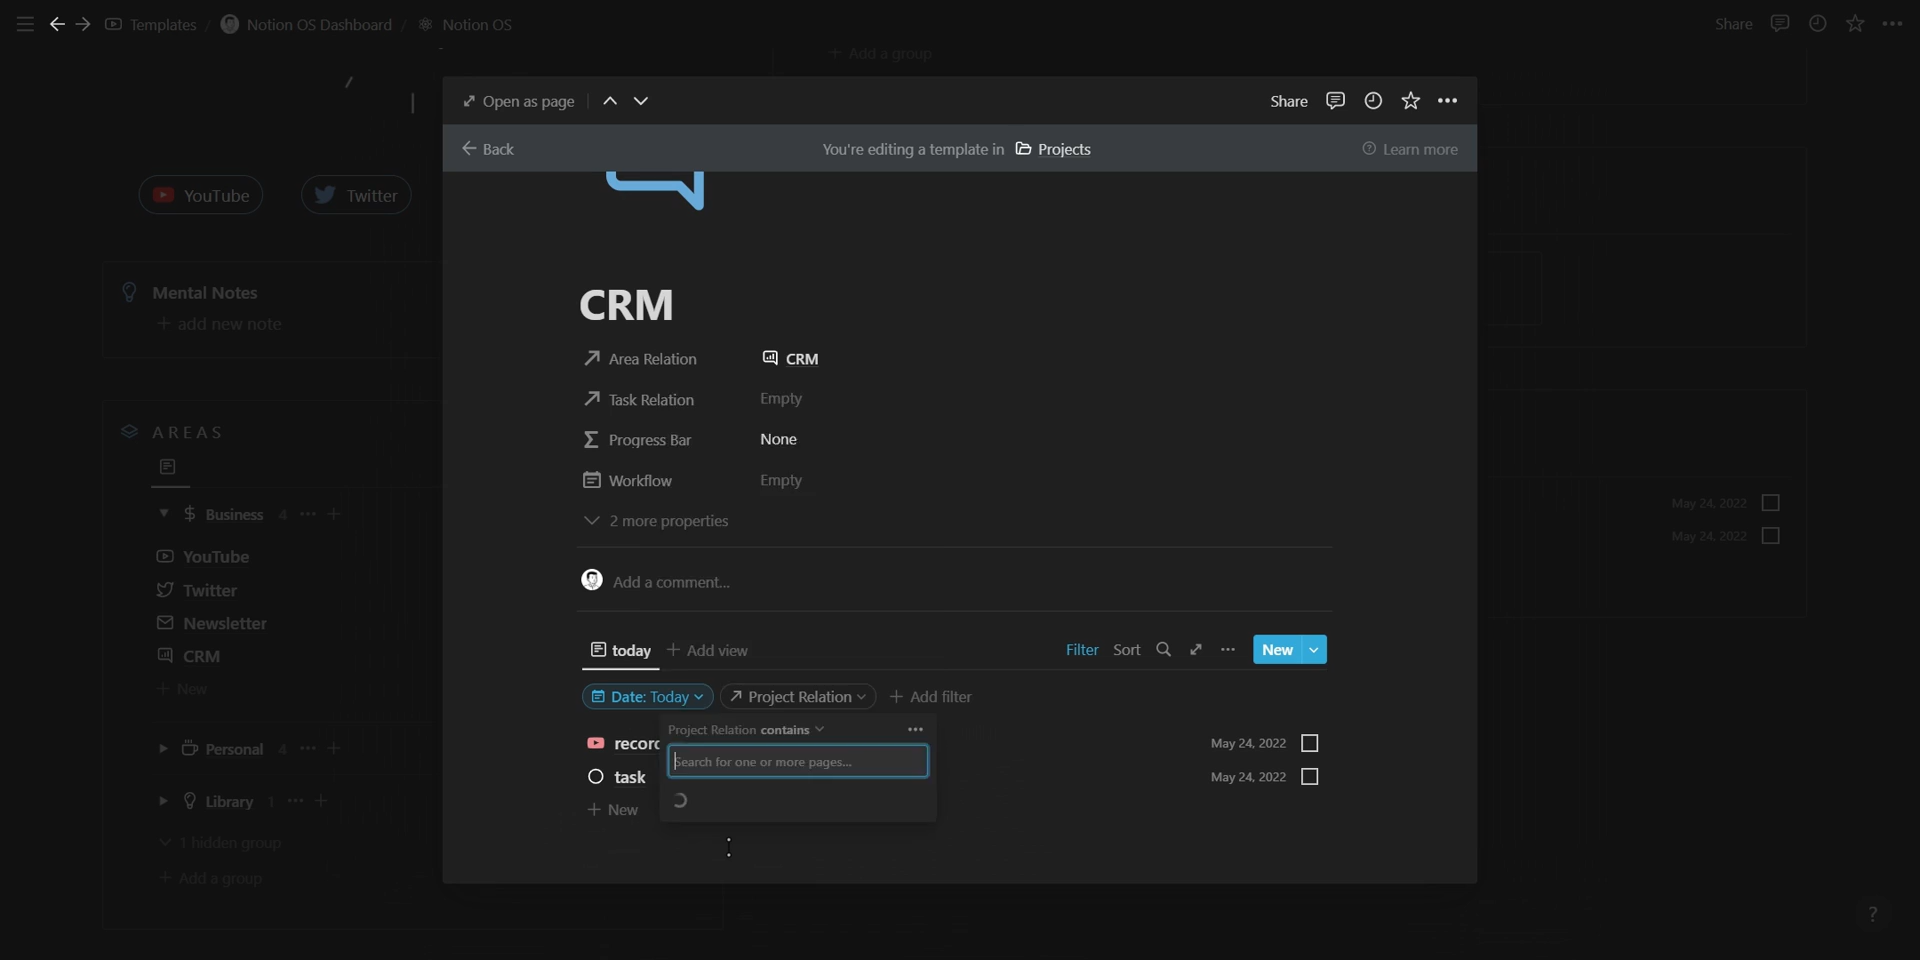 Templates / Notion OS Dashboard / Notion OS
Share
+ Add a group
Open as page
Share
Back
You're editing a template in Projects
Learn more
YouTube
Twitter
CRM
Mental Notes
+ add new note
Area Relation CRM
Task Relation Empty
AREAS
Progress Bar None
Workflow Empty
Business 4 ... +
May 24, 2022
2 more properties
May 24, 2022
YouTube
Twitter
Add a comment...
Newsletter
CRM
today + Add view
Filter Sort New
+ New
Date: Today Project Relation + Add filter
Project Relation contains
Personal 4 ... +
recorc May 24, 2022
Search for one or more pages...
task May 24, 2022
Library 1 ... +
+ New
1 hidden group
+ Add a group
?